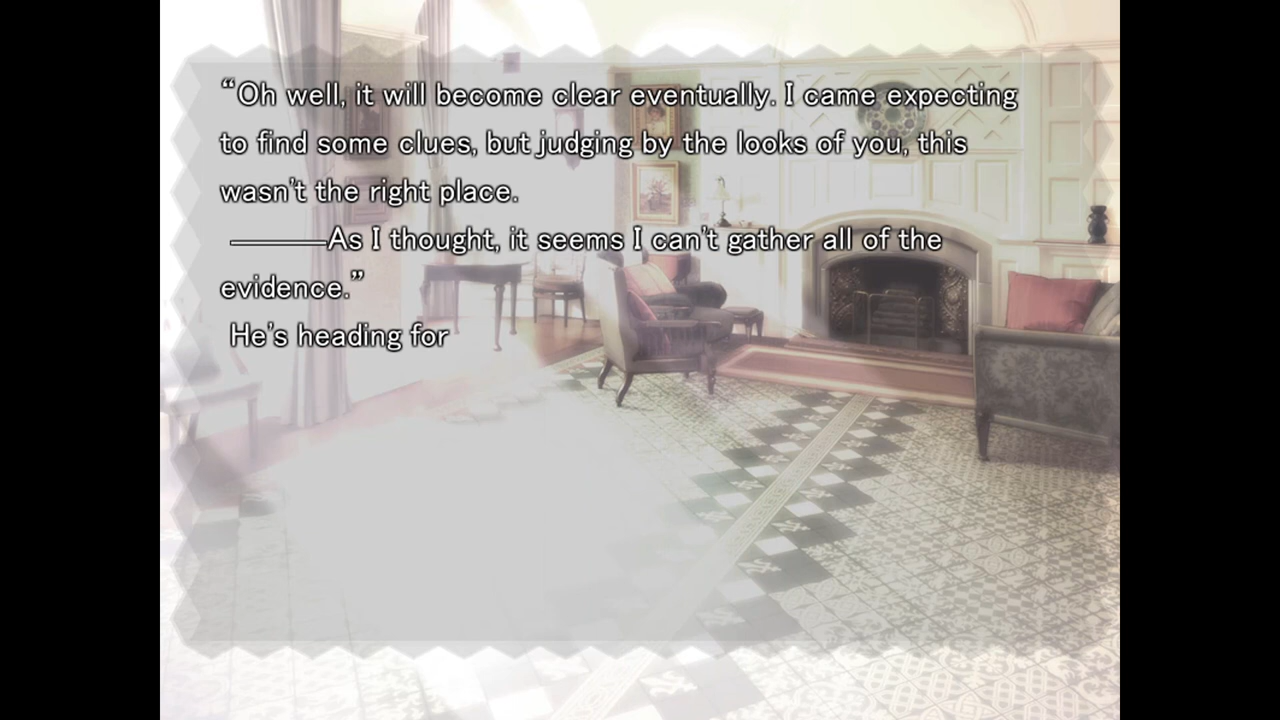 “Oh well, it will become clear eventually. I came expecting
to find some clues, but judging by the looks of you, this
wasn’t the right place.
———As I thought, it seems I can’t gather all of the
evidence.”
He’s heading for